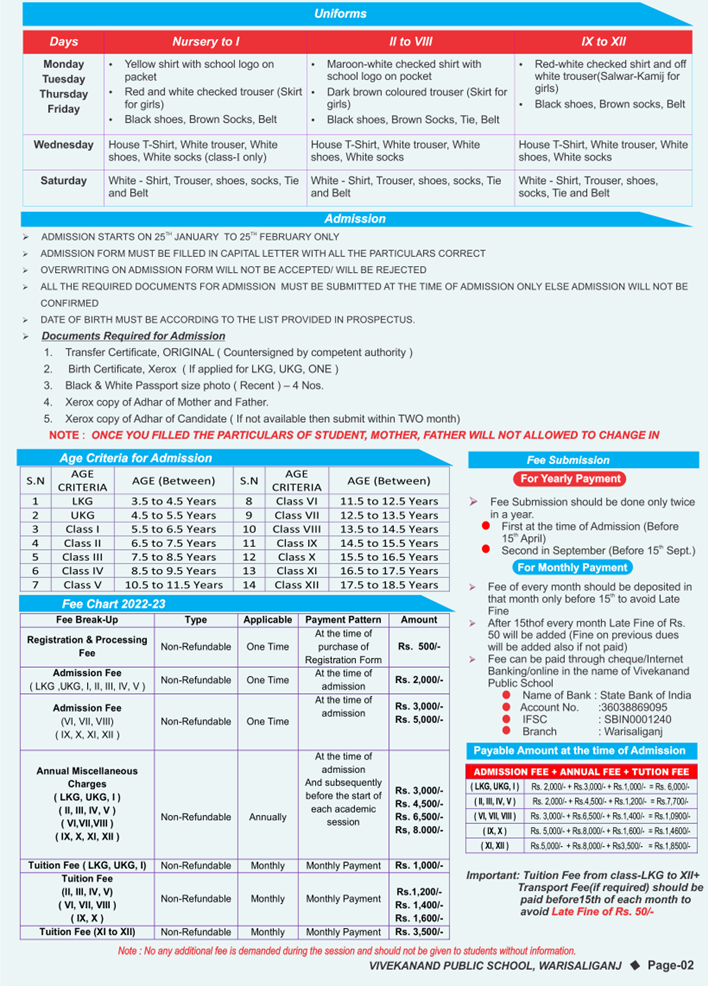 Uniforms
Days Nursery to I II to VIII IX to XII
Monday
Tuesday
Thursday
Friday
• Yellow shirt with school logo on
packet
• Red and white checked trouser (Skirt
for girls)
• Black shoes, Brown Socks, Belt
• Maroon-white checked shirt with
school logo on pocket
• Dark brown coloured trouser (Skirt for
girls)
• Black shoes, Brown Socks, Tie, Belt
• Red-white checked shirt and off
white trouser(Salwar-Kamij for
girls)
• Black shoes, Brown socks, Belt
Wednesday
House T-Shirt, White trouser, White
shoes, White socks (class-I only)
House T-Shirt, White trouser, White
shoes, White socks
House T-Shirt, White trouser, White
shoes, White socks
Saturday
White - Shirt, Trouser, shoes, socks, Tie
and Belt
White - Shirt, Trouser, shoes, socks, Tie
and Belt
White - Shirt, Trouser, shoes,
socks, Tie and Belt
Admission
➢ ADMISSION STARTS ON 25TH JANUARY TO 25TH FEBRUARY ONLY
➢ ADMISSION FORM MUST BE FILLED IN CAPITAL LETTER WITH ALL THE PARTICULARS CORRECT
➢ OVERWRITING ON ADMISSION FORM WILL NOT BE ACCEPTED/ WILL BE REJECTED
➢ ALL THE REQUIRED DOCUMENTS FOR ADMISSION MUST BE SUBMITTED AT THE TIME OF ADMISSION ONLY ELSE ADMISSION WILL NOT BE
CONFIRMED
➢ DATE OF BIRTH MUST BE ACCORDING TO THE LIST PROVIDED IN PROSPECTUS.
➢ Documents Required for Admission
1. Transfer Certificate, ORIGINAL ( Countersigned by competent authority )
2. Birth Certificate, Xerox ( If applied for LKG, UKG, ONE )
3. Black & White Passport size photo ( Recent ) – 4 Nos.
4. Xerox copy of Adhar of Mother and Father.
5. Xerox copy of Adhar of Candidate ( If not available then submit within TWO month)
NOTE : ONCE YOU FILLED THE PARTICULARS OF STUDENT, MOTHER, FATHER WILL NOT ALLOWED TO CHANGE IN
Age Criteria for Admission
S.N AGE CRITERIA AGE (Between) S.N AGE CRITERIA AGE (Between)
1 LKG 3.5 to 4.5 Years 8 Class VI 11.5 to 12.5 Years
2 UKG 4.5 to 5.5 Years 9 Class VII 12.5 to 13.5 Years
3 Class I 5.5 to 6.5 Years 10 Class VIII 13.5 to 14.5 Years
4 Class II 6.5 to 7.5 Years 11 Class IX 14.5 to 15.5 Years
5 Class III 7.5 to 8.5 Years 12 Class X 15.5 to 16.5 Years
6 Class IV 8.5 to 9.5 Years 13 Class XI 16.5 to 17.5 Years
7 Class V 10.5 to 11.5 Years 14 Class XII 17.5 to 18.5 Years
Fee Chart 2022-23
Fee Break-Up Type Applicable Payment Pattern Amount
Registration & Processing
Fee
Non-Refundable One Time
At the time of
purchase of
Registration Form
Rs. 500/-
Admission Fee
( LKG ,UKG, I, II, III, IV, V )
Non-Refundable One Time
At the time of
admission
Rs. 2,000/-
Admission Fee
(VI, VII, VIII)
( IX, X, XI, XII )
Non-Refundable One Time
At the time of
admission
Rs. 3,000/-
Rs. 5,000/-
Annual Miscellaneous
Charges
( LKG, UKG, I )
( II, III, IV, V )
( VI,VII,VIII )
( IX, X, XI, XII )
Non-Refundable Annually
At the time of
admission
And subsequently
before the start of
each academic
session
Rs. 3,000/-
Rs. 4,500/-
Rs. 6,500/-
Rs, 8.000/-
Tuition Fee ( LKG, UKG, I) Non-Refundable Monthly Monthly Payment Rs. 1,000/-
Tuition Fee
(II, III, IV, V)
( VI, VII, VIII )
( IX, X )
Non-Refundable Monthly Monthly Payment
Rs.1,200/-
Rs. 1,400/-
Rs. 1,600/-
Tuition Fee (XI to XII) Non-Refundable Monthly Monthly Payment Rs. 3,500/-
Fee Submission
For Yearly Payment
➢ Fee Submission should be done only twice
in a year.
● First at the time of Admission (Before
15th April)
● Second in September (Before 15th Sept.)
For Monthly Payment
➢ Fee of every month should be deposited in
that month only before 15th to avoid Late
Fine
➢ After 15thof every month Late Fine of Rs.
50 will be added (Fine on previous dues
will be added also if not paid)
➢ Fee can be paid through cheque/Internet
Banking/online in the name of Vivekanand
Public School
● Name of Bank : State Bank of India
● Account No. :36038869095
● IFSC : SBIN0001240
● Branch : Warisaliganj
Payable Amount at the time of Admission
ADMISSION FEE + ANNUAL FEE + TUTION FEE
( LKG, UKG, I ) Rs. 2,000/- + Rs.3,000/- + Rs.1,000/- = Rs. 6,000/-
( II, III, IV, V ) Rs. 2,000/- + Rs.4,500/- + Rs.1,200/- = Rs.7,700/-
( VI, VII, VIII ) Rs. 3,000/- +Rs.6,500/- + Rs.1,400/- = Rs.1,0900/-
( IX, X ) Rs. 5,000/- +Rs.8,000/- + Rs.1,600/- = Rs.1,4600/-
( XI, XII ) Rs.5,000/- + Rs.8,000/- + Rs3,500/- = Rs.1,8500/-
Important: Tuition Fee from class-LKG to XII+
Transport Fee(if required) should be
paid before15th of each month to
avoid Late Fine of Rs. 50/-
Note : No any additional fee is demanded during the session and should not be given to students without information.
VIVEKANAND PUBLIC SCHOOL, WARISALIGANJ ◆ Page-02